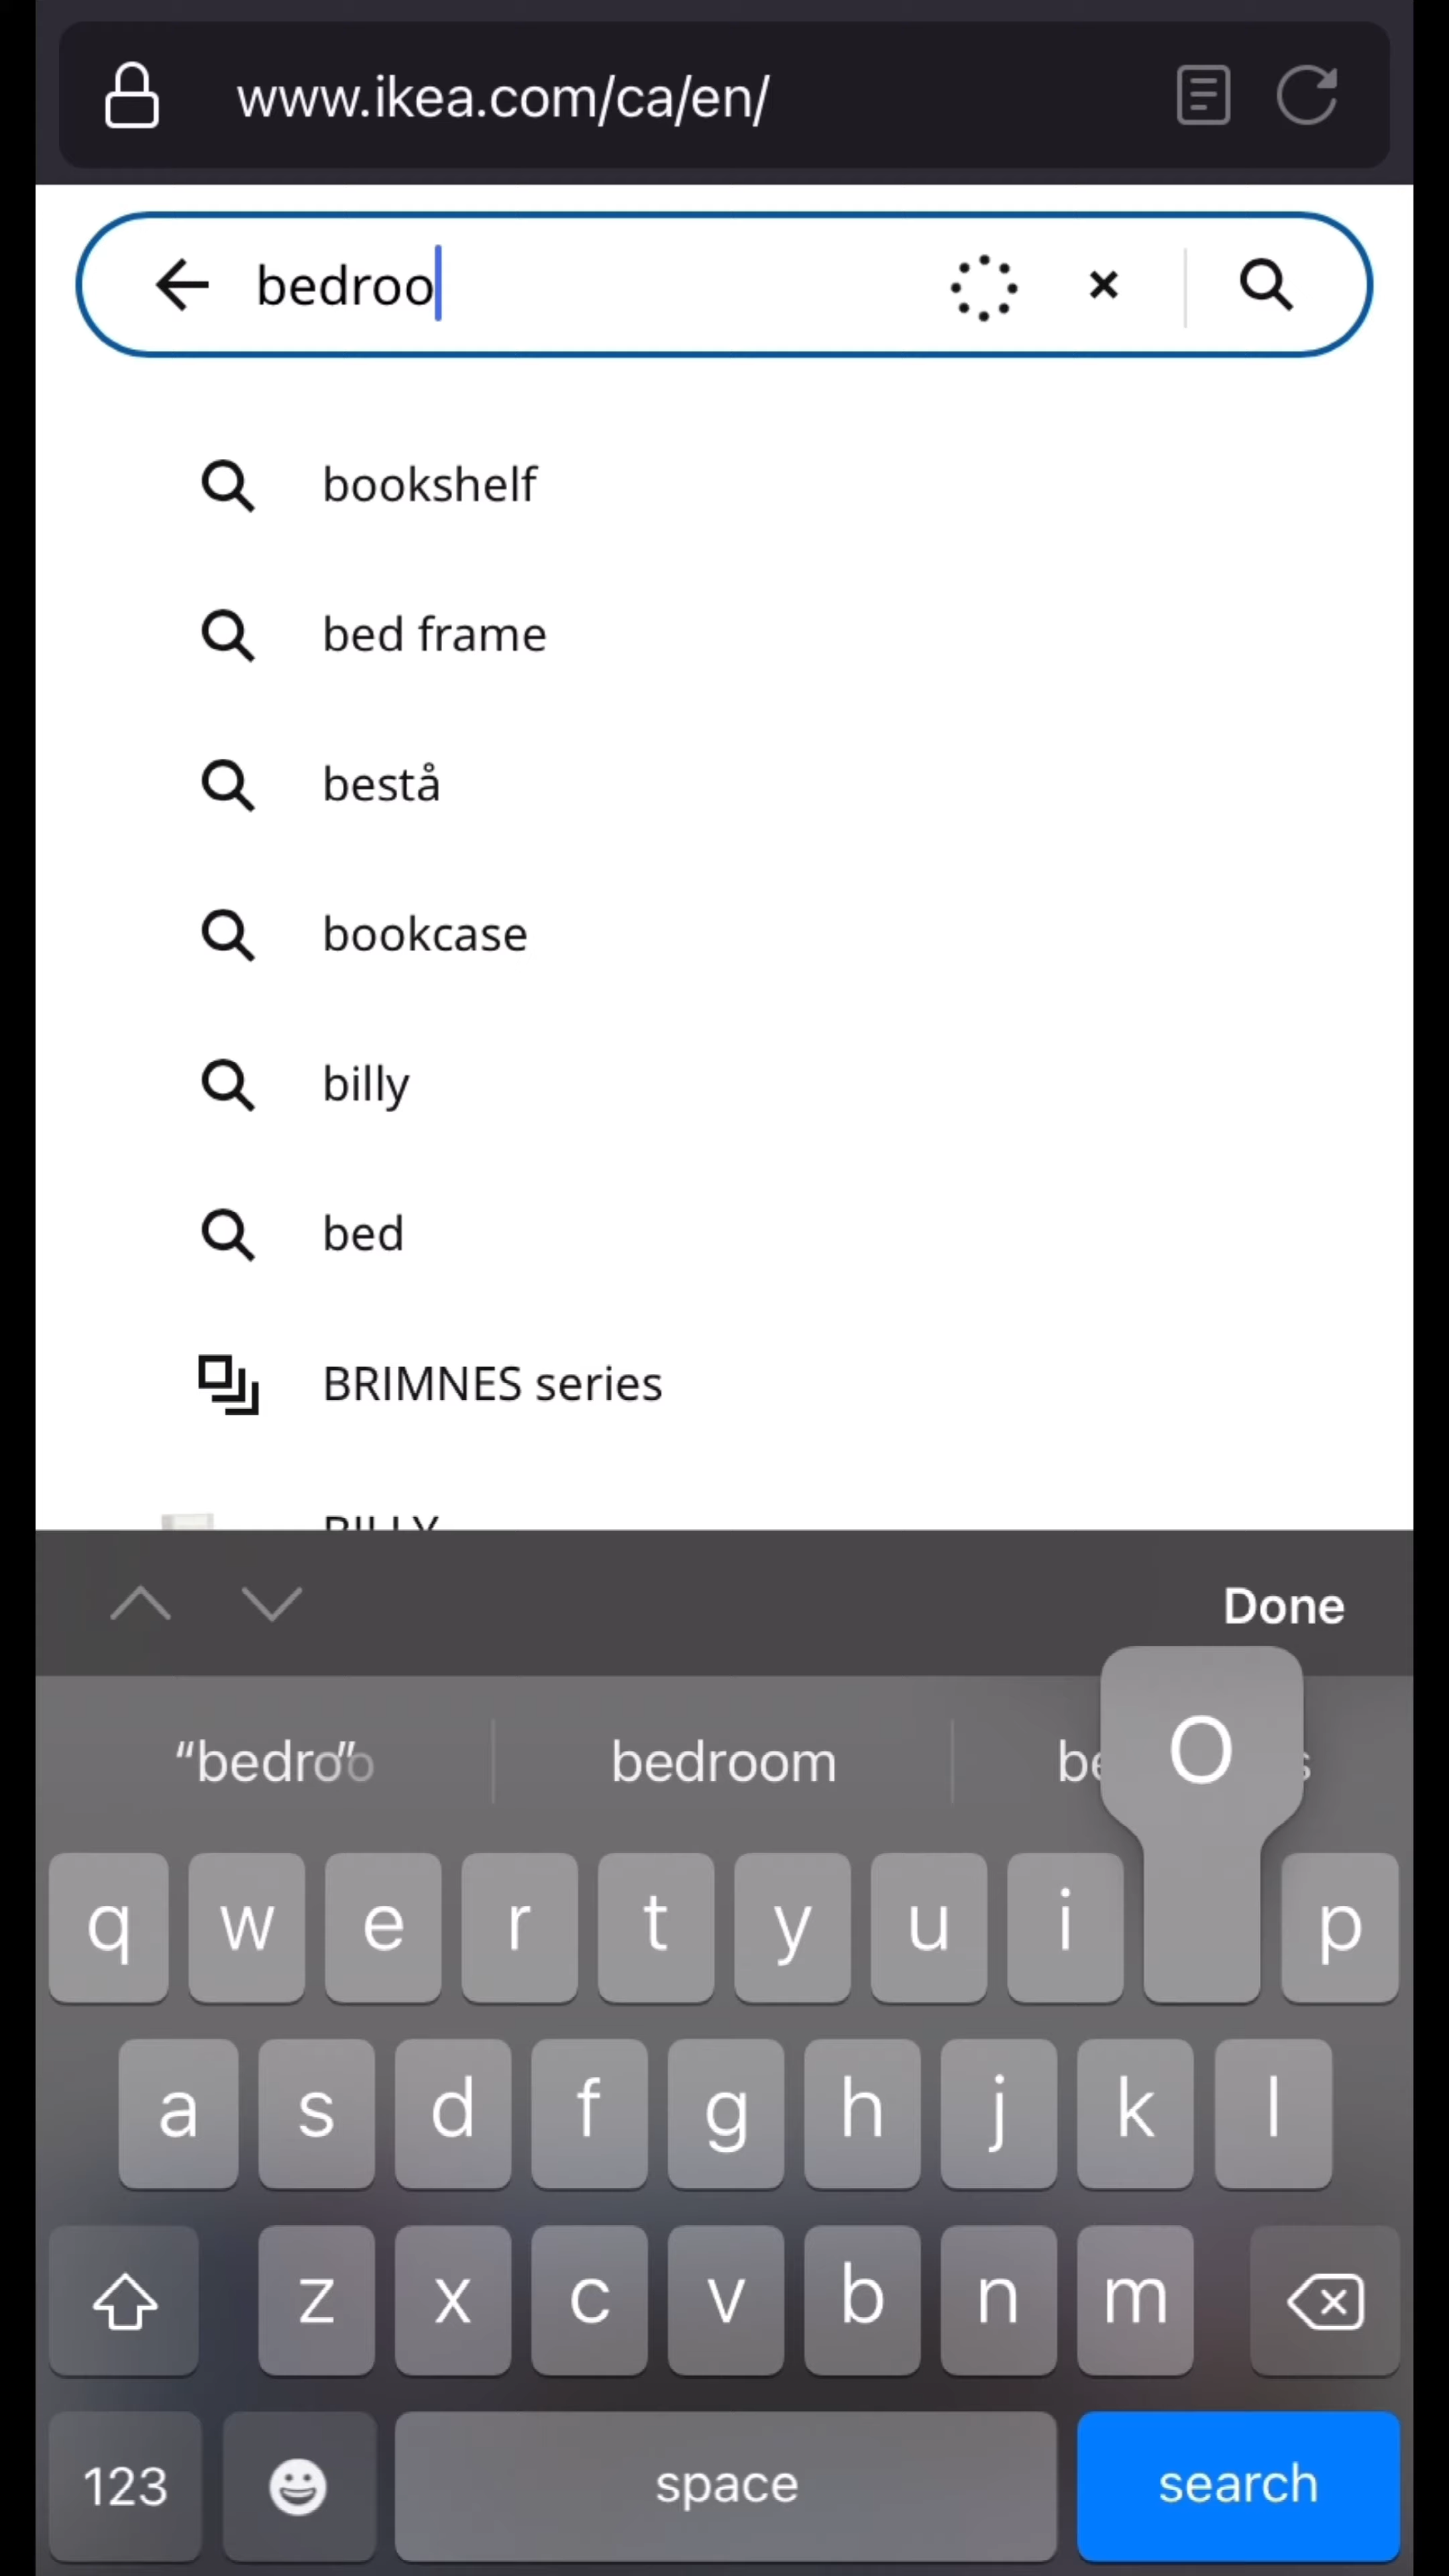 www.ikea.com/ca/en/
bedroo
bookshelf
bed frame
bestå
bookcase
billy
bed
BRIMNES series
BILLY
Done
bedroom
O
q w e r t y u i p
a s d f g h j k l
z x c v b n m
123 space search